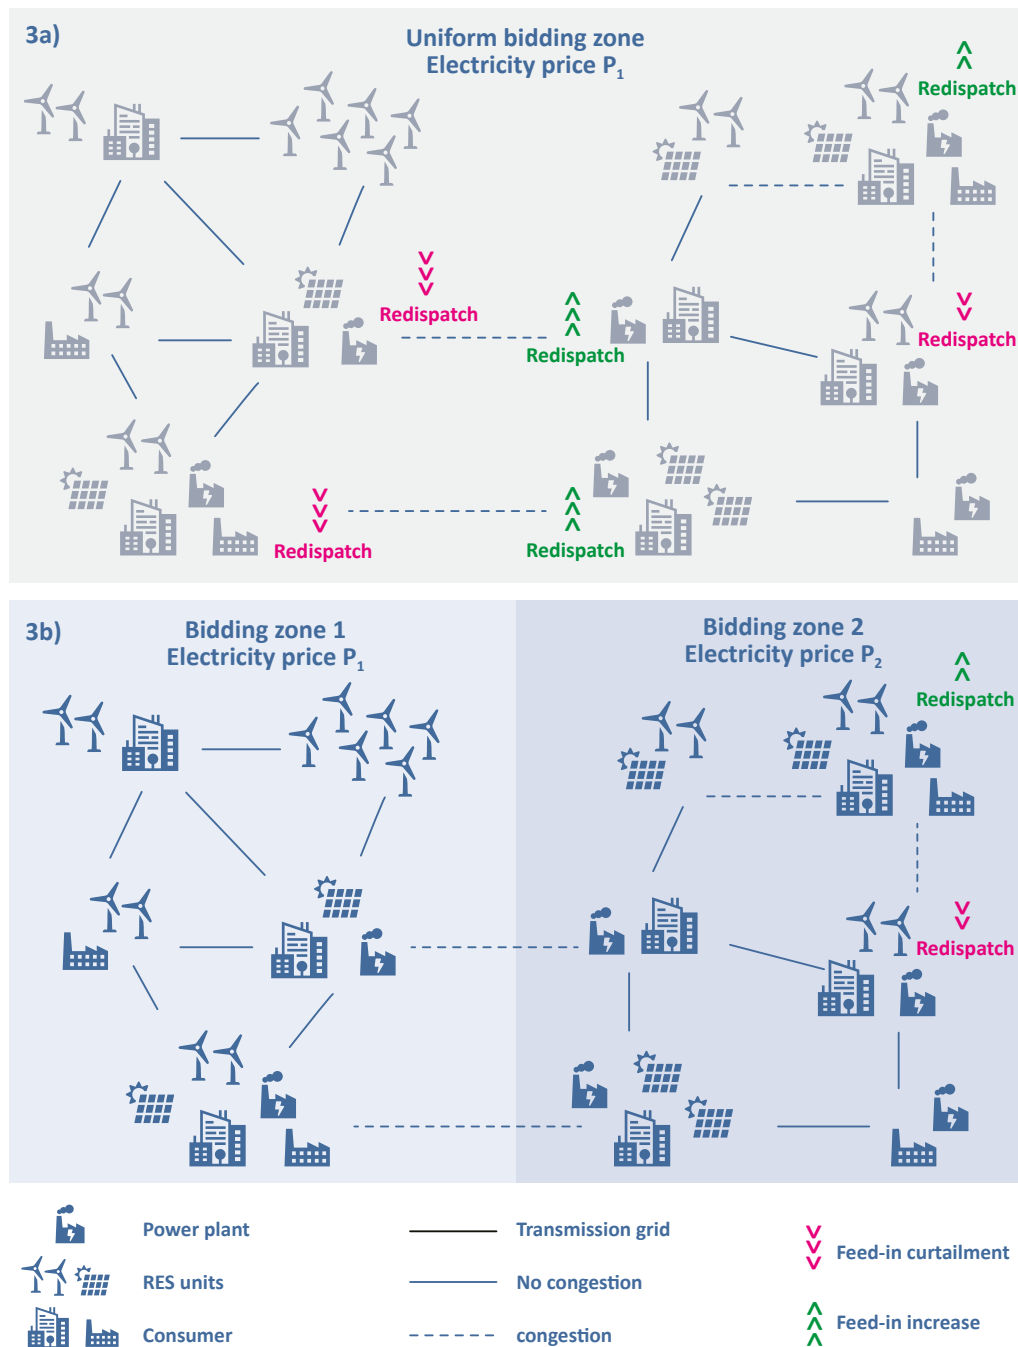 3a)
Uniform bidding zone
Electricity price P₁
Redispatch
Redispatch
Redispatch
Redispatch
Redispatch
Redispatch
3b)
Bidding zone 1
Electricity price P₁
Bidding zone 2
Electricity price P₂
Redispatch
Redispatch
Power plant
Transmission grid
Feed-in curtailment
RES units
No congestion
Consumer
congestion
Feed-in increase